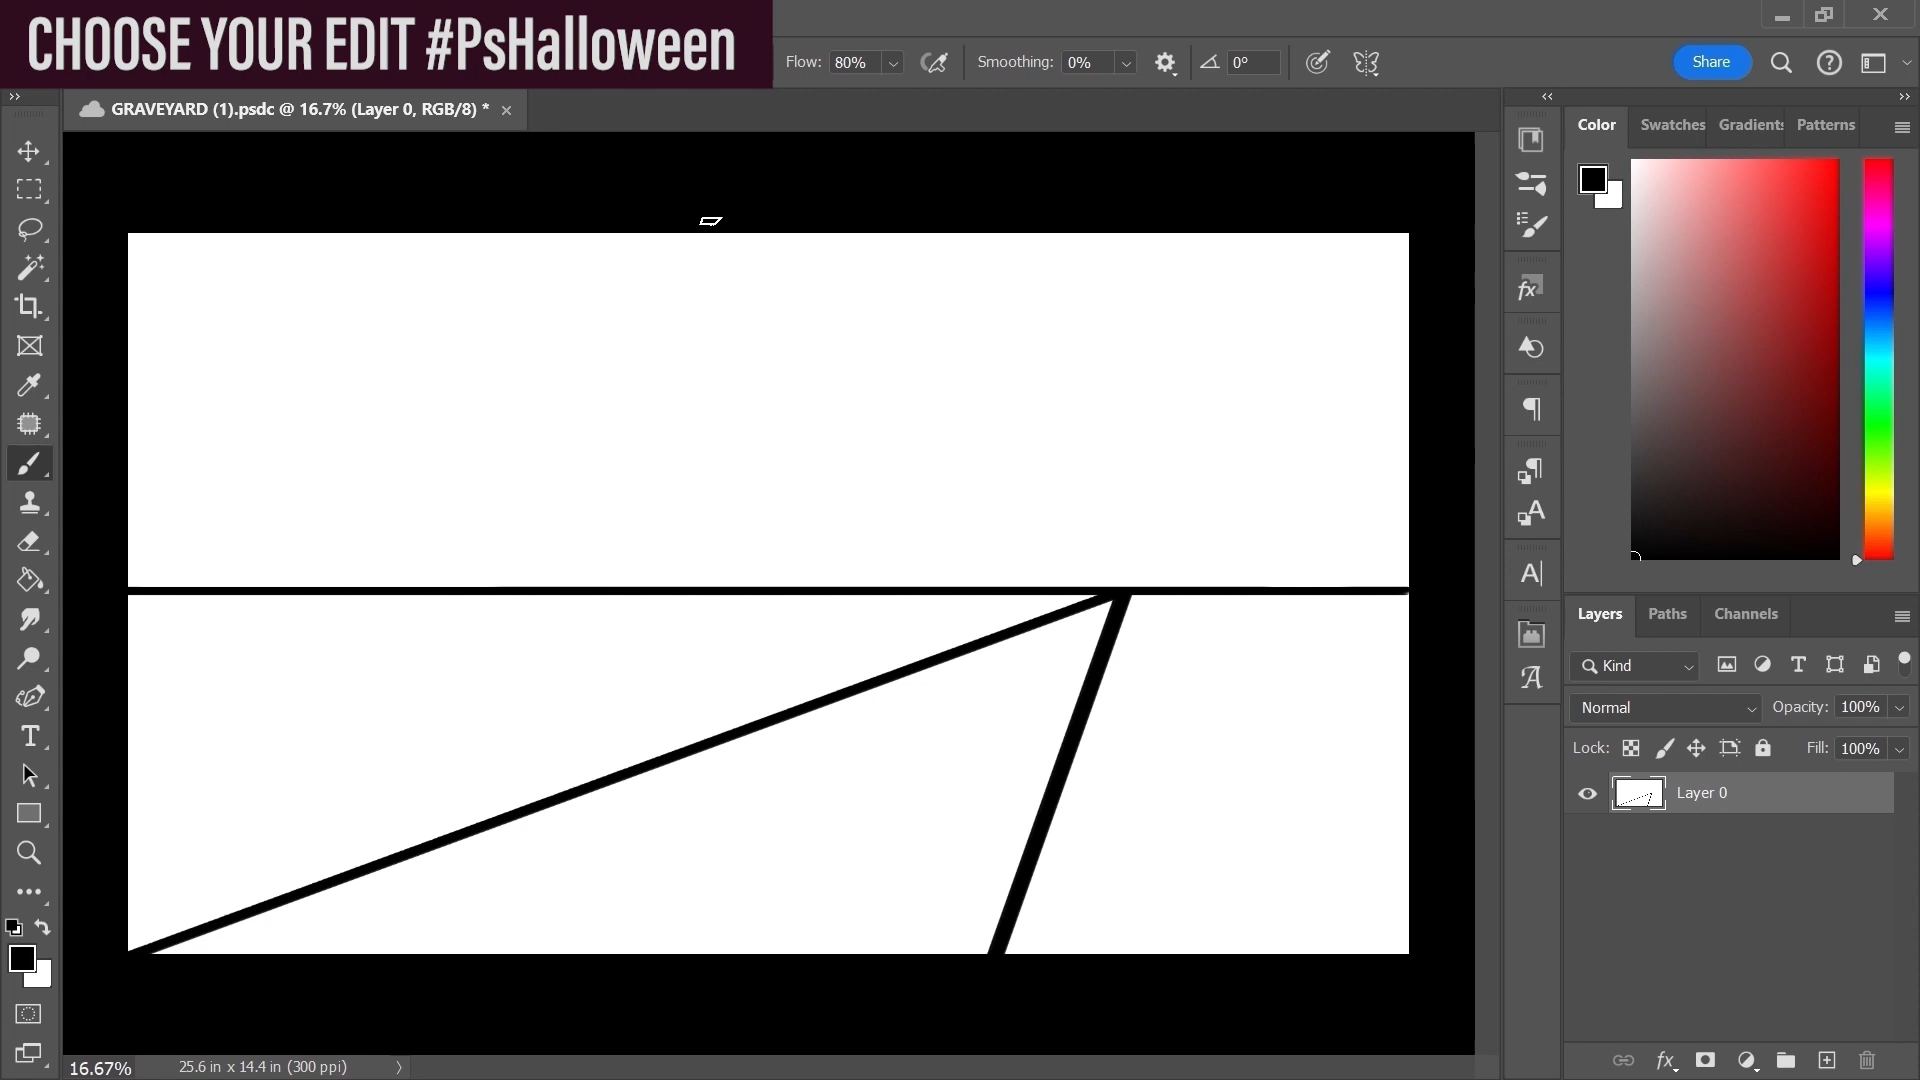 CHOOSE YOUR EDIT #PsHalloween
Flow: 80%
Smoothing: 0%
0°
Share
GRAVEYARD (1).psdc @ 16.7% (Layer 0, RGB/8) *
Color Swatches Gradients Patterns
Layers Paths Channels
Kind
Normal Opacity: 100%
Lock: Fill: 100%
Layer 0
16.67% 25.6 in x 14.4 in (300 ppi)